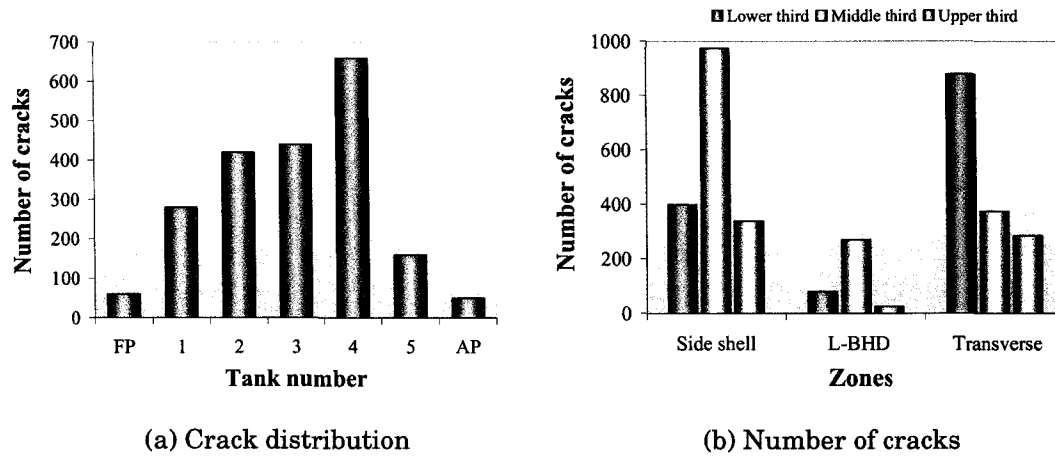 Lower third Middle third Upper third
700
600
500
400
300
200
100
0
Number of cracks
FP 1 2 3 4 5 AP
Tank number
(a) Crack distribution
1000
800
600
400
200
0
Number of cracks
Side shell L-BHD Transverse
Zones
(b) Number of cracks